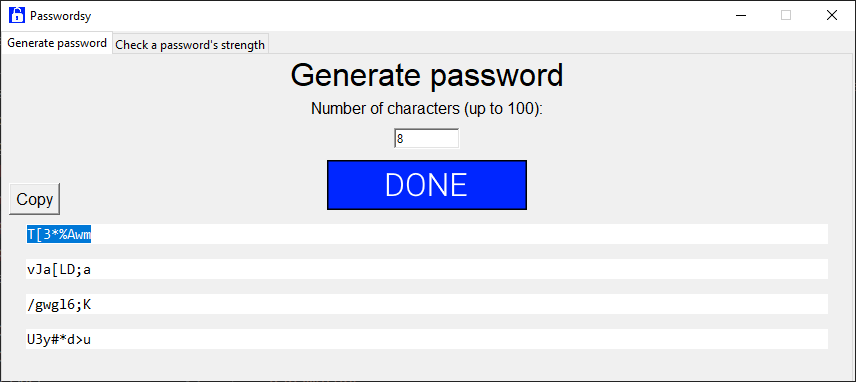 Passwordsy
Generate password
Check a password's strength
Generate password
Number of characters (up to 100):
8
DONE
Copy
T[3*%Awm
vJa[LD;a
/gwgl6;K
U3y#*d>u